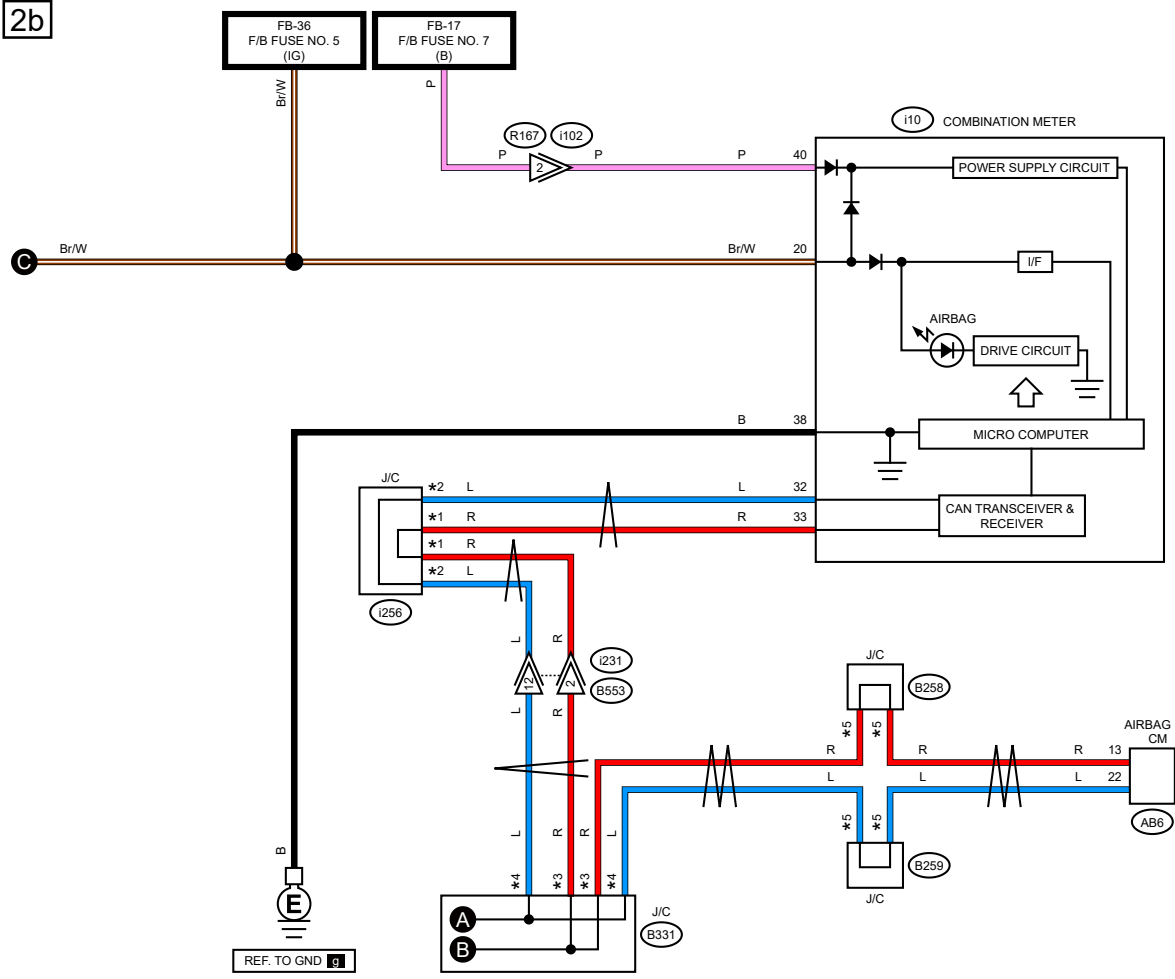 2b
FB-36
F/B FUSE NO. 5
(IG)
FB-17
F/B FUSE NO. 7
(B)
Br/W
P
R167
i102
i10
COMBINATION METER
P
2
P
P
40
POWER SUPPLY CIRCUIT
C
Br/W
Br/W
20
I/F
AIRBAG
DRIVE CIRCUIT
B
38
MICRO COMPUTER
J/C
*2 L
L
32
CAN TRANSCEIVER &
RECEIVER
*1 R
R
33
*1 R
*2 L
i256
L
R
12
2
i231
B553
L
R
J/C
B258
*5
*5
AIRBAG
CM
R
R
R
13
L
L
L
22
AB6
*5
*5
B259
J/C
B
L
R
R
L
*4
*3
*3
*4
E
A
B
J/C
B331
REF. TO GND g